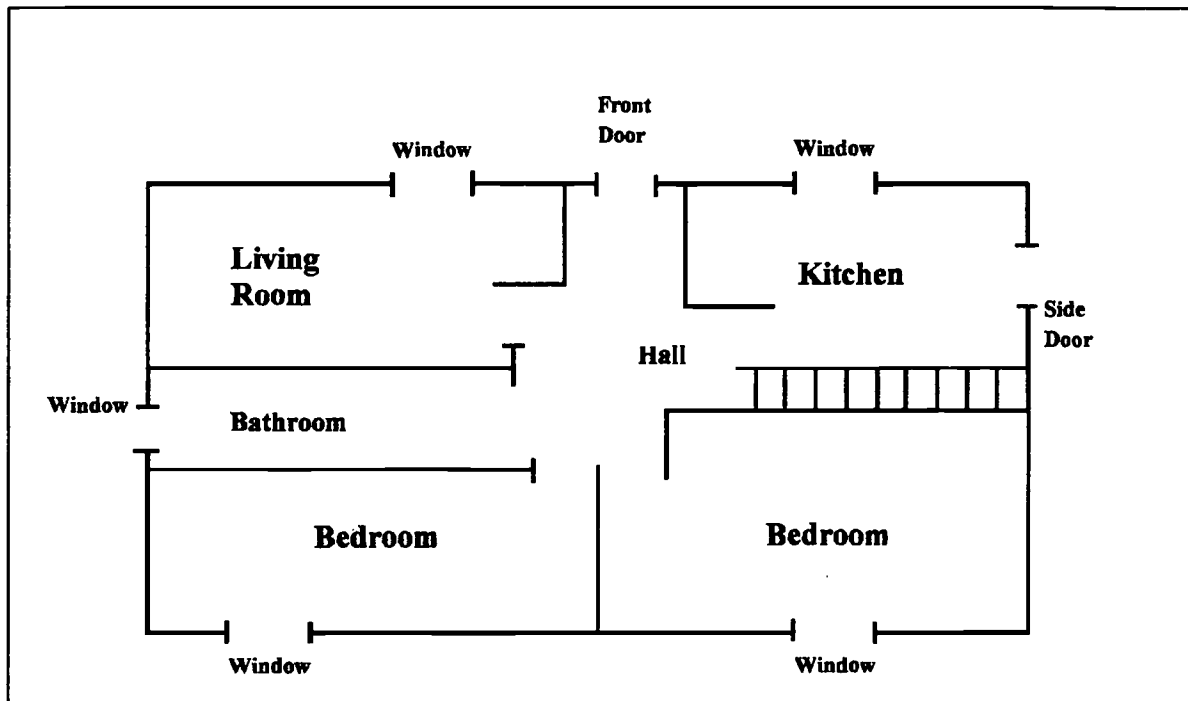 Front
Door
Window
Window
Living
Room
Kitchen
Side
Door
Hall
Window
Bathroom
Bedroom
Bedroom
Window
Window